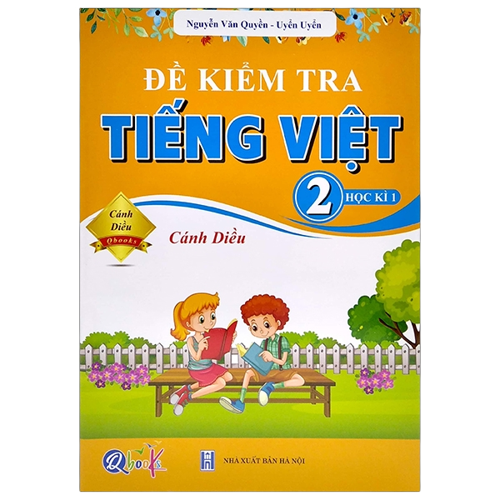 Nguyễn Văn Quyền - Uyển Uyển
ĐỀ KIỂM TRA
TIẾNG VIỆT
2 HỌC KÌ 1
Cánh
Diều
Qbooks
Cánh Diều
Qbooks
NHÀ XUẤT BẢN HÀ NỘI